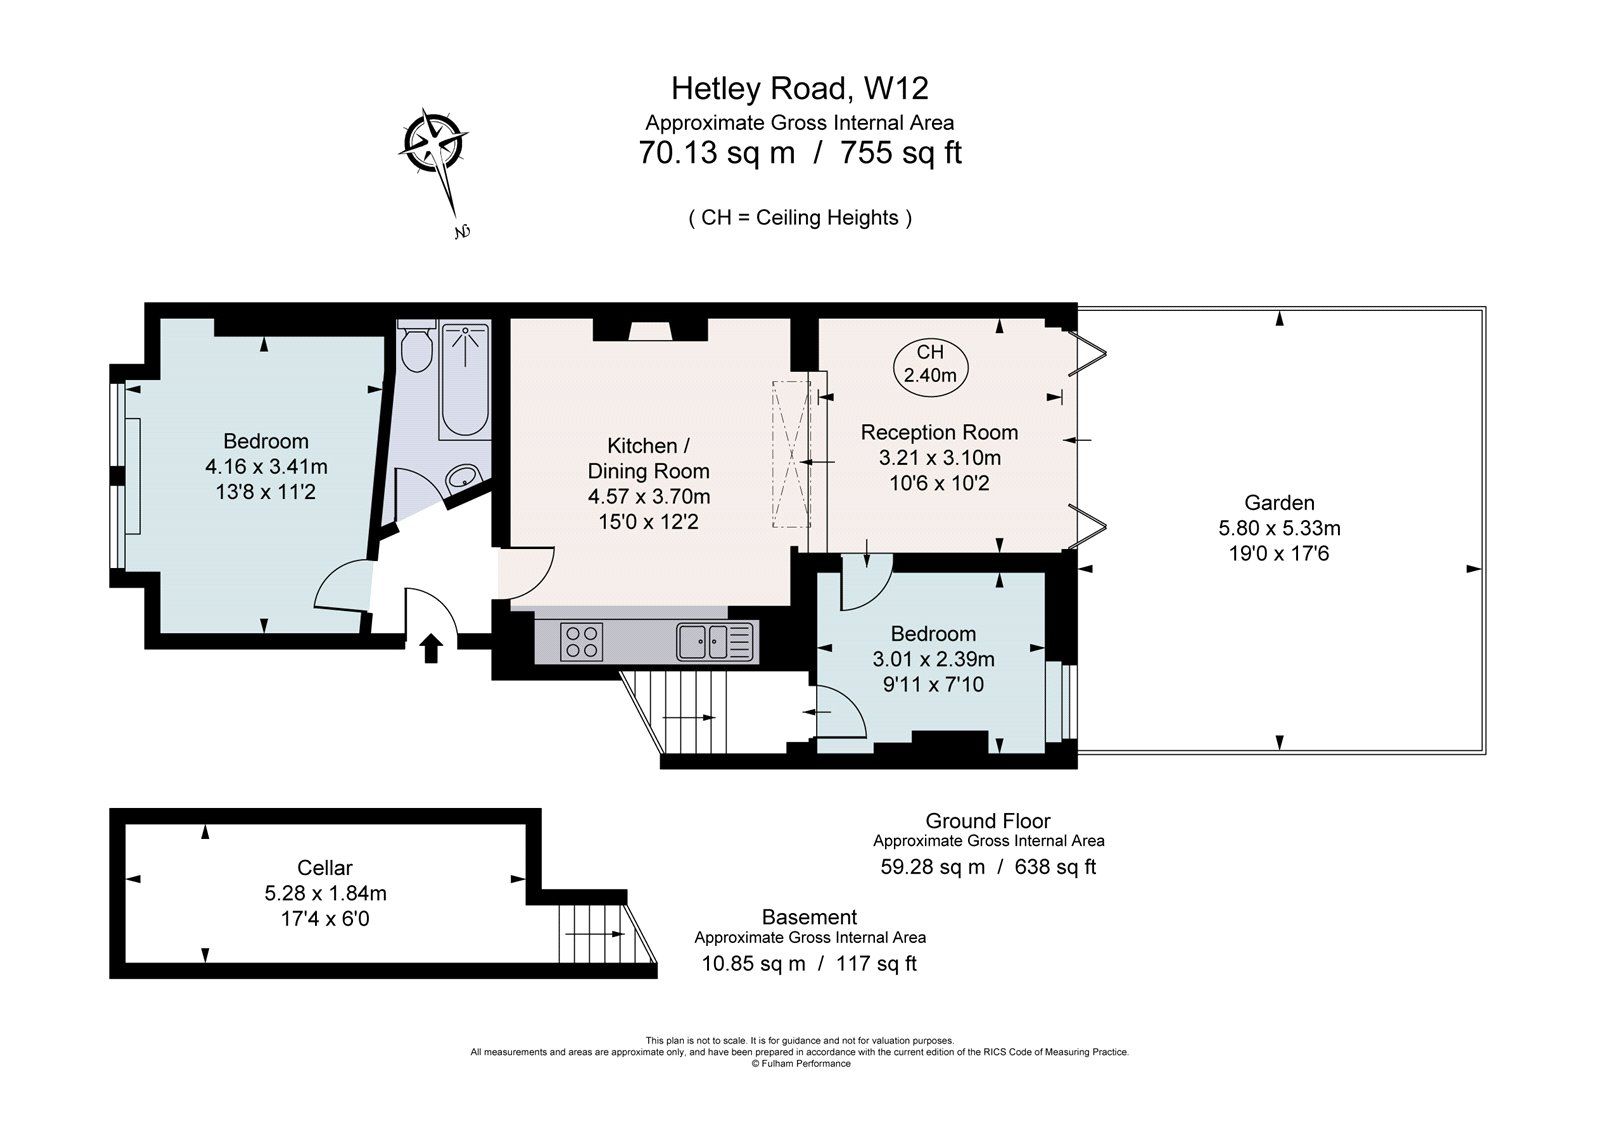 Hetley Road, W12
Approximate Gross Internal Area
70.13 sq m / 755 sq ft
( CH = Ceiling Heights )
N
CH
2.40m
Bedroom
4.16 x 3.41m
13'8 x 11'2
Kitchen /
Dining Room
4.57 x 3.70m
15'0 x 12'2
Reception Room
3.21 x 3.10m
10'6 x 10'2
Garden
5.80 x 5.33m
19'0 x 17'6
Bedroom
3.01 x 2.39m
9'11 x 7'10
Ground Floor
Approximate Gross Internal Area
59.28 sq m / 638 sq ft
Cellar
5.28 x 1.84m
17'4 x 6'0
Basement
Approximate Gross Internal Area
10.85 sq m / 117 sq ft
This plan is not to scale. It is for guidance and not for valuation purposes.
All measurements and areas are approximate only, and have been prepared in accordance with the current edition of the RICS Code of Measuring Practice.
© Fulham Performance